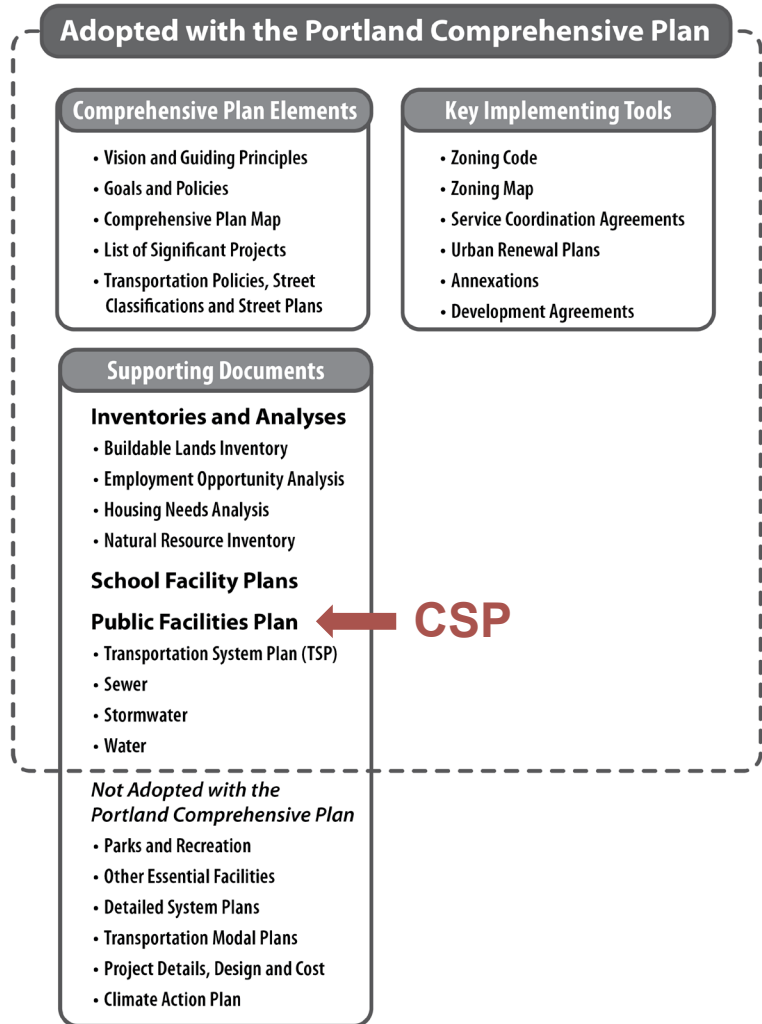 Adopted with the Portland Comprehensive Plan
Comprehensive Plan Elements
• Vision and Guiding Principles
• Goals and Policies
• Comprehensive Plan Map
• List of Significant Projects
• Transportation Policies, Street
Classifications and Street Plans
Key Implementing Tools
• Zoning Code
• Zoning Map
• Service Coordination Agreements
• Urban Renewal Plans
• Annexations
• Development Agreements
Supporting Documents
Inventories and Analyses
• Buildable Lands Inventory
• Employment Opportunity Analysis
• Housing Needs Analysis
• Natural Resource Inventory
School Facility Plans
Public Facilities Plan
CSP
• Transportation System Plan (TSP)
• Sewer
• Stormwater
• Water
Not Adopted with the
Portland Comprehensive Plan
• Parks and Recreation
• Other Essential Facilities
• Detailed System Plans
• Transportation Modal Plans
• Project Details, Design and Cost
• Climate Action Plan